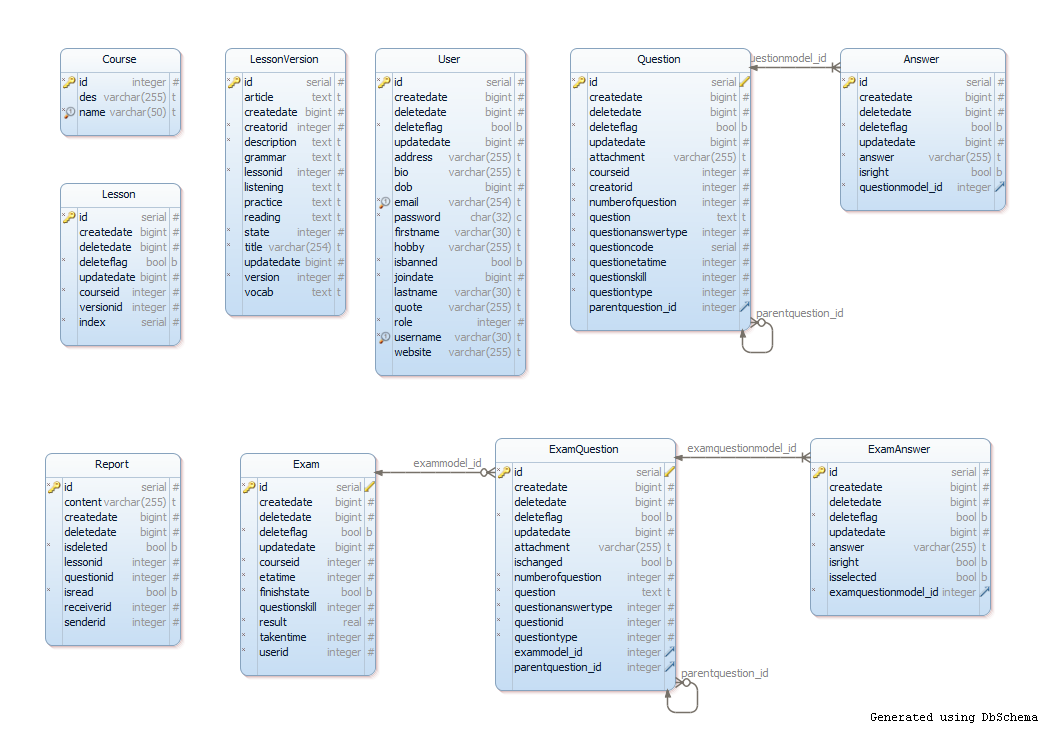 Course
id integer #
des varchar(255) t
name varchar(50) t
LessonVersion
id serial #
article text t
createdate bigint #
creatorid integer #
description text t
grammar text t
lessonid integer #
listening text t
practice text t
reading text t
state integer #
title varchar(254) t
updatedate bigint #
version integer #
vocab text t
User
id serial #
createdate bigint #
deletedate bigint #
deleteflag bool b
updatedate bigint #
address varchar(255) t
bio varchar(255) t
dob bigint #
email varchar(254) t
password char(32) c
firstname varchar(30) t
hobby varchar(255) t
isbanned bool b
joindate bigint #
lastname varchar(30) t
quote varchar(255) t
role integer #
username varchar(30) t
website varchar(255) t
Question
id serial
createdate bigint #
deletedate bigint #
deleteflag bool b
updatedate bigint #
attachment varchar(255) t
courseid integer #
creatorid integer #
numberofquestion integer #
question text t
questionanswertype integer #
questioncode serial #
questionetatime integer #
questionskill integer #
questiontype integer #
parentquestion_id integer
parentquestion_id
uestionmodel_id
Answer
id serial #
createdate bigint #
deletedate bigint #
deleteflag bool b
updatedate bigint #
answer varchar(255) t
isright bool b
questionmodel_id integer
Lesson
id serial #
createdate bigint #
deletedate bigint #
deleteflag bool b
updatedate bigint #
courseid integer #
versionid integer #
index serial #
Report
id serial #
content varchar(255) t
createdate bigint #
deletedate bigint #
isdeleted bool b
lessonid integer #
questionid integer #
isread bool b
receiverid integer #
senderid integer #
Exam
id serial
createdate bigint #
deletedate bigint #
deleteflag bool b
updatedate bigint #
courseid integer #
etatime integer #
finishstate bool b
questionskill integer #
result real #
takentime integer #
userid integer #
exammodel_id
ExamQuestion
id serial
createdate bigint #
deletedate bigint #
deleteflag bool b
updatedate bigint #
attachment varchar(255) t
ischanged bool b
numberofquestion integer #
question text t
questionanswertype integer #
questionid integer #
questiontype integer #
exammodel_id integer
parentquestion_id integer
parentquestion_id
examquestionmodel_id
ExamAnswer
id serial #
createdate bigint #
deletedate bigint #
deleteflag bool b
updatedate bigint #
answer varchar(255) t
isright bool b
isselected bool b
examquestionmodel_id integer
Generated using DbSchema